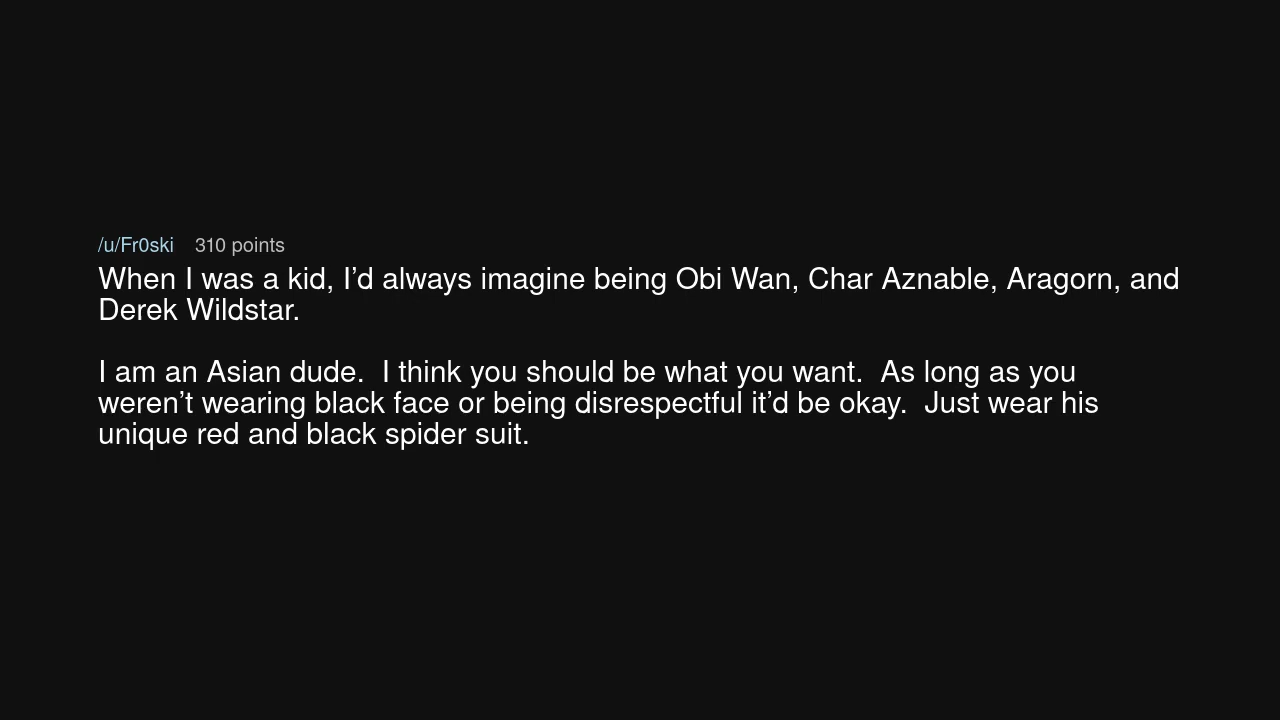 /u/Fr0ski 310 points
When I was a kid, I’d always imagine being Obi Wan, Char Aznable, Aragorn, and
Derek Wildstar.
I am an Asian dude.  I think you should be what you want.  As long as you
weren’t wearing black face or being disrespectful it’d be okay.  Just wear his
unique red and black spider suit.